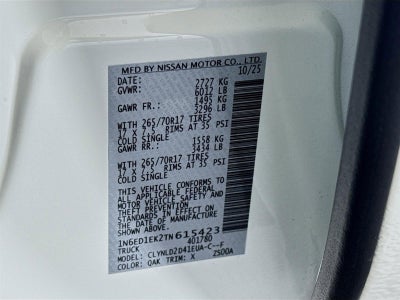 MFD BY NISSAN MOTOR CO., LTD.
DATE: 10/25
GVWR: 2727 KG
6012 LB
GAWR FR.: 1495 KG
3296 LB
WITH 265/70R17 TIRES
17 X 7.5 RIMS AT 35 PSI
COLD SINGLE
GAWR RR.: 1558 KG
3434 LB
WITH 265/70R17 TIRES
17 X 7.5 RIMS AT 35 PSI
COLD SINGLE
THIS VEHICLE CONFORMS TO
ALL APPLICABLE FEDERAL
MOTOR VEHICLE SAFETY
STANDARDS IN EFFECT ON
THE DATE OF MANUFACTURE
SHOWN ABOVE.
1N6ED1EK2TN615423
TRUCK 401780
MODEL: CLYNLD2D41EUA-C--F
COLOR: QAK TRIM: X ZS00A